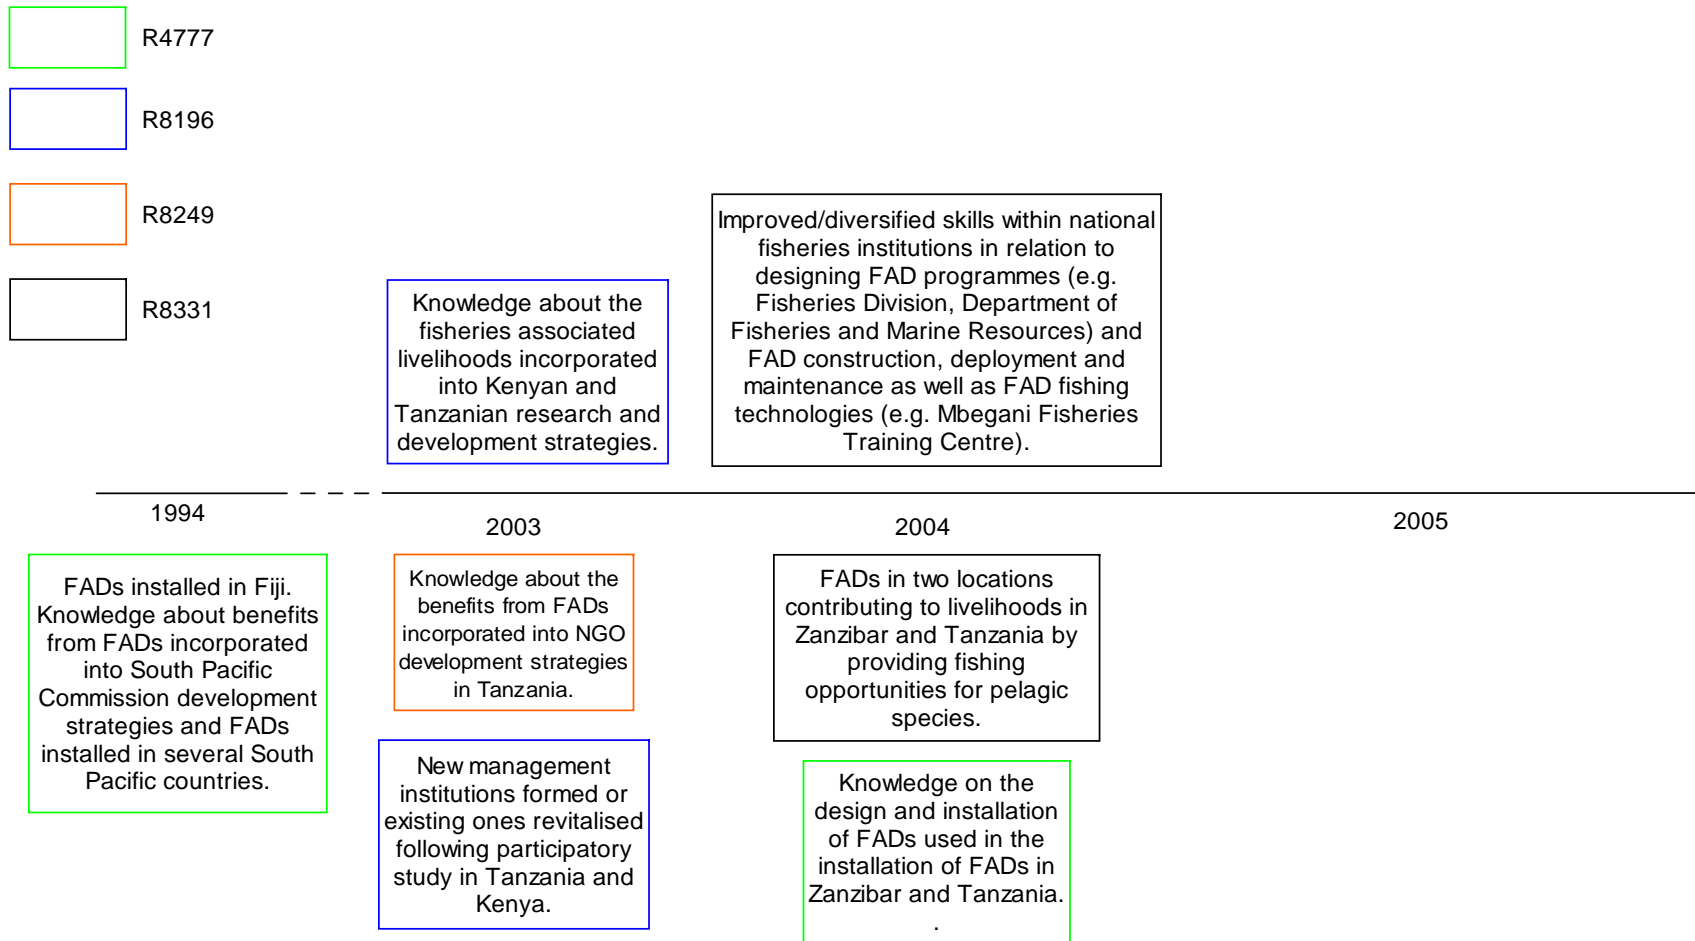 R4777
R8196
R8249
R8331
Knowledge about the
fisheries associated
livelihoods incorporated
into Kenyan and
Tanzanian research and
development strategies.
Improved/diversified skills within national
fisheries institutions in relation to
designing FAD programmes (e.g.
Fisheries Division, Department of
Fisheries and Marine Resources) and
FAD construction, deployment and
maintenance as well as FAD fishing
technologies (e.g. Mbegani Fisheries
Training Centre).
1994
2003
2004
2005
FADs installed in Fiji.
Knowledge about benefits
from FADs incorporated
into South Pacific
Commission development
strategies and FADs
installed in several South
Pacific countries.
Knowledge about the
benefits from FADs
incorporated into NGO
development strategies
in Tanzania.
New management
institutions formed or
existing ones revitalised
following participatory
study in Tanzania and
Kenya.
FADs in two locations
contributing to livelihoods in
Zanzibar and Tanzania by
providing fishing
opportunities for pelagic
species.
Knowledge on the
design and installation
of FADs used in the
installation of FADs in
Zanzibar and Tanzania.
.